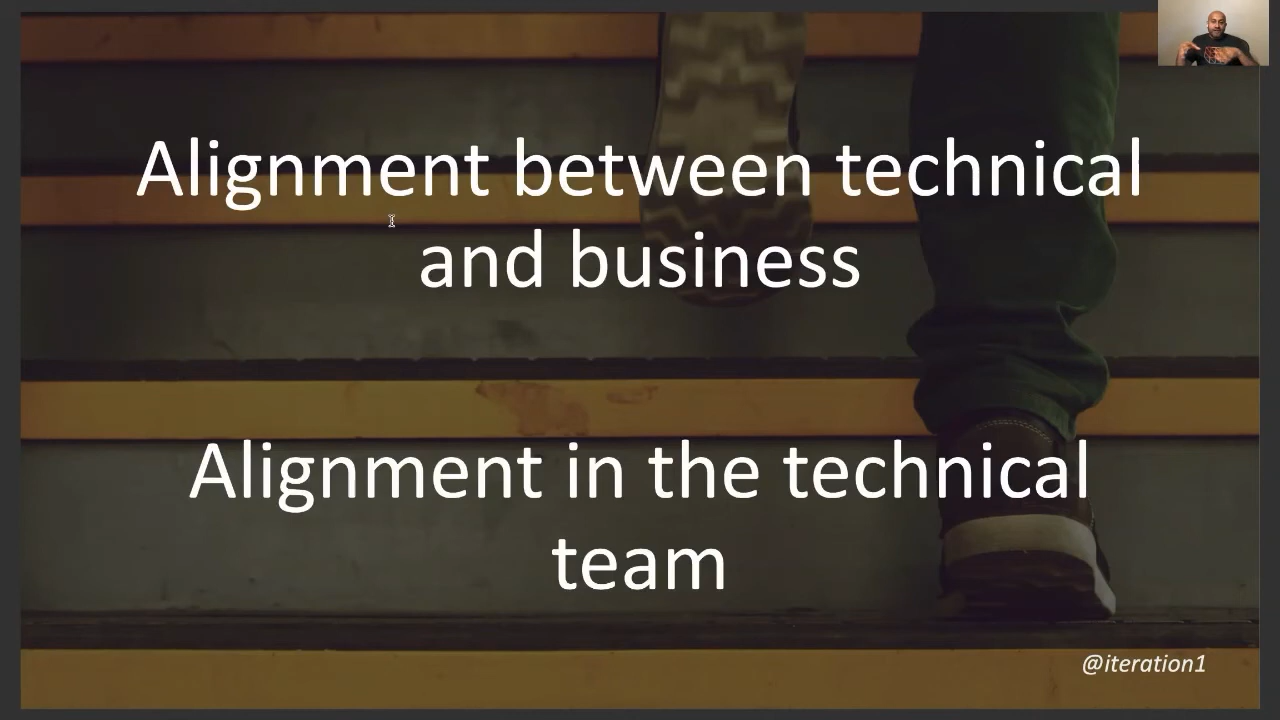 Alignment between technical
and business
Alignment in the technical
team
@iteration1